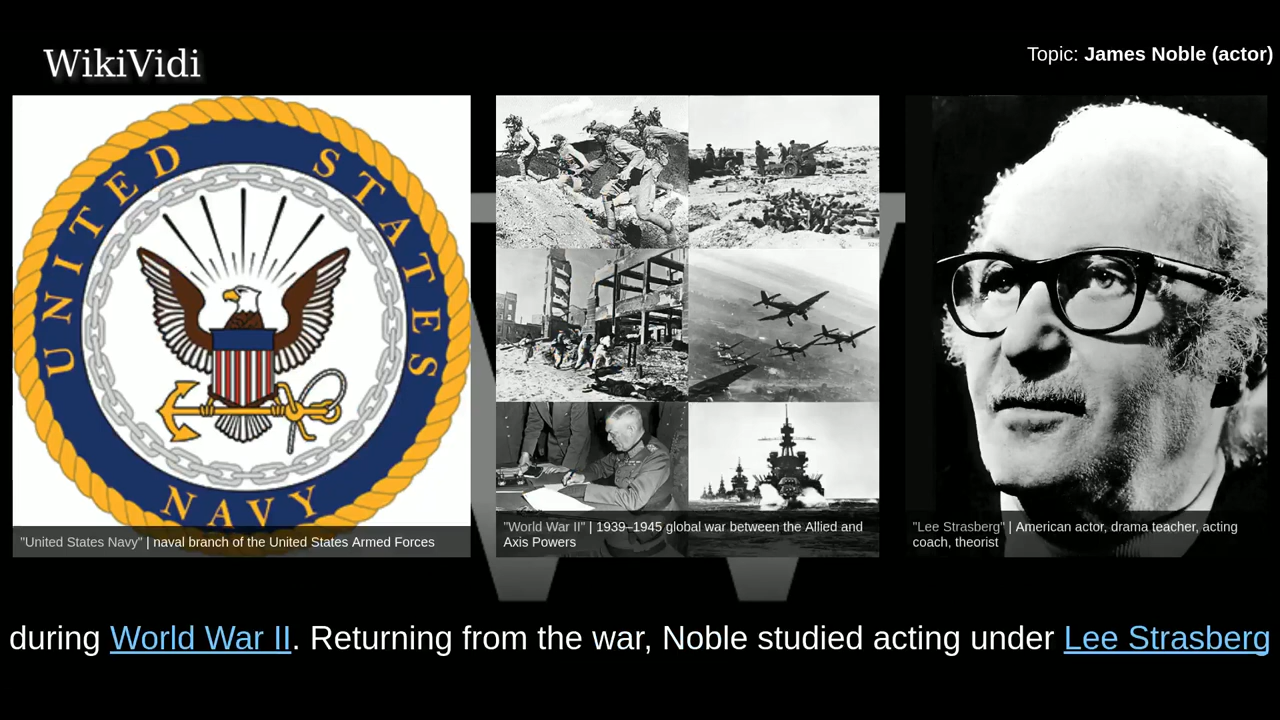 WikiVidi
Topic: James Noble (actor)
UNITED STATES
NAVY
"United States Navy" | naval branch of the United States Armed Forces
"World War II" | 1939–1945 global war between the Allied and
Axis Powers
"Lee Strasberg" | American actor, drama teacher, acting
coach, theorist
during World War II. Returning from the war, Noble studied acting under Lee Strasberg